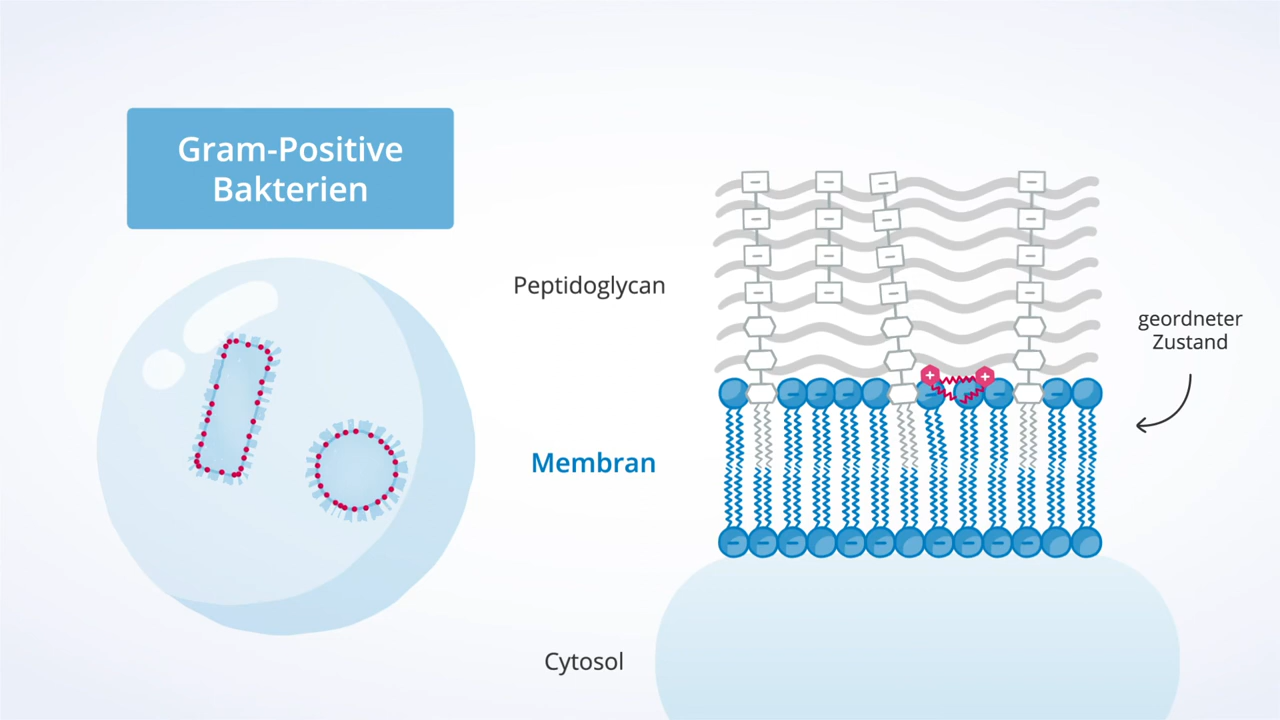 Gram-Positive
Bakterien
Peptidoglycan
geordneter
Zustand
Membran
Cytosol